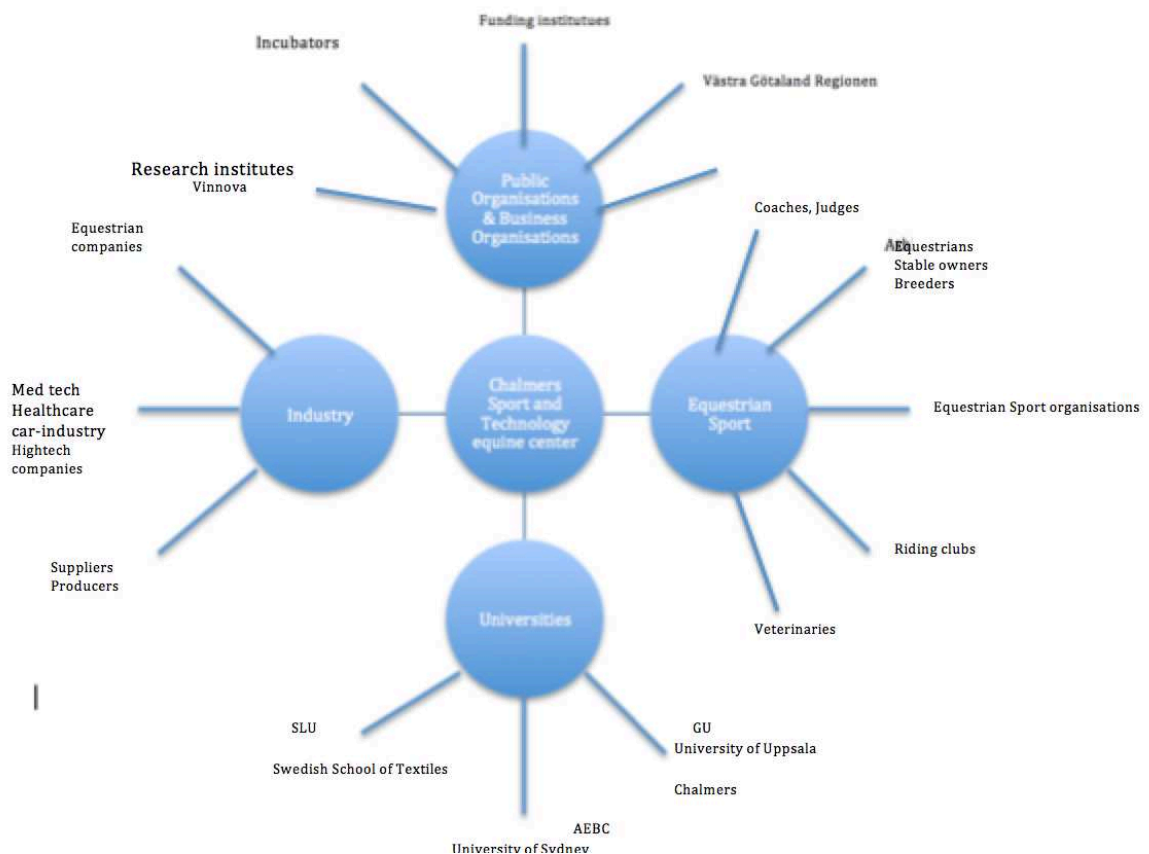 Funding institutues
Incubators
Västra Götaland Regionen
Research institutes
Vinnova
Public
Organisations
& Business
Organisations
Coaches, Judges
Equestrian
companies
Equestrians
Stable owners
Breeders
Med tech
Healthcare
car-industry
Hightech
companies
Industry
Chalmers
Sport and
Technology
equine center
Equestrian
Sport
Equestrian Sport organisations
Suppliers
Producers
Riding clubs
Universities
Veterinaries
SLU
Swedish School of Textiles
GU
University of Uppsala
Chalmers
AEBC
University of Sydney